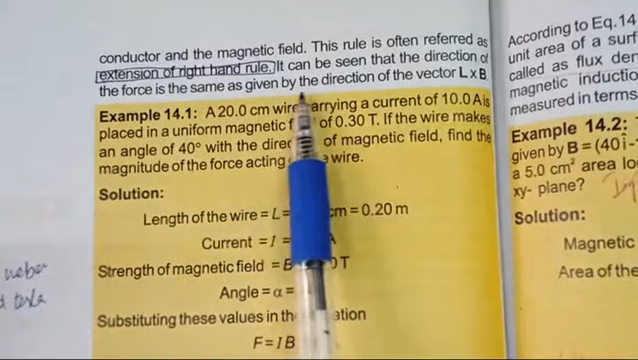 conductor and the magnetic field. This rule is often referred as
extension of right hand rule. It can be seen that the direction of
the force is the same as given by the direction of the vector L x B.
Example 14.1: A 20.0 cm wire carrying a current of 10.0 A is
placed in a uniform magnetic of 0.30 T. If the wire makes
an angle of 40° with the of magnetic field, find the
magnitude of the force acting wire.
Solution:
Length of the wire = L = cm = 0.20 m
Current = I = A
Strength of magnetic field = B T
Angle = α =
Substituting these values in the
F = I B
According to Eq.14
unit area of a surf
called as flux den
magnetic inductio
measured in terms
Example 14.2:
given by B = (40 î -
a 5.0 cm² area lo
xy- plane?
Solution:
Magnetic
Area of the